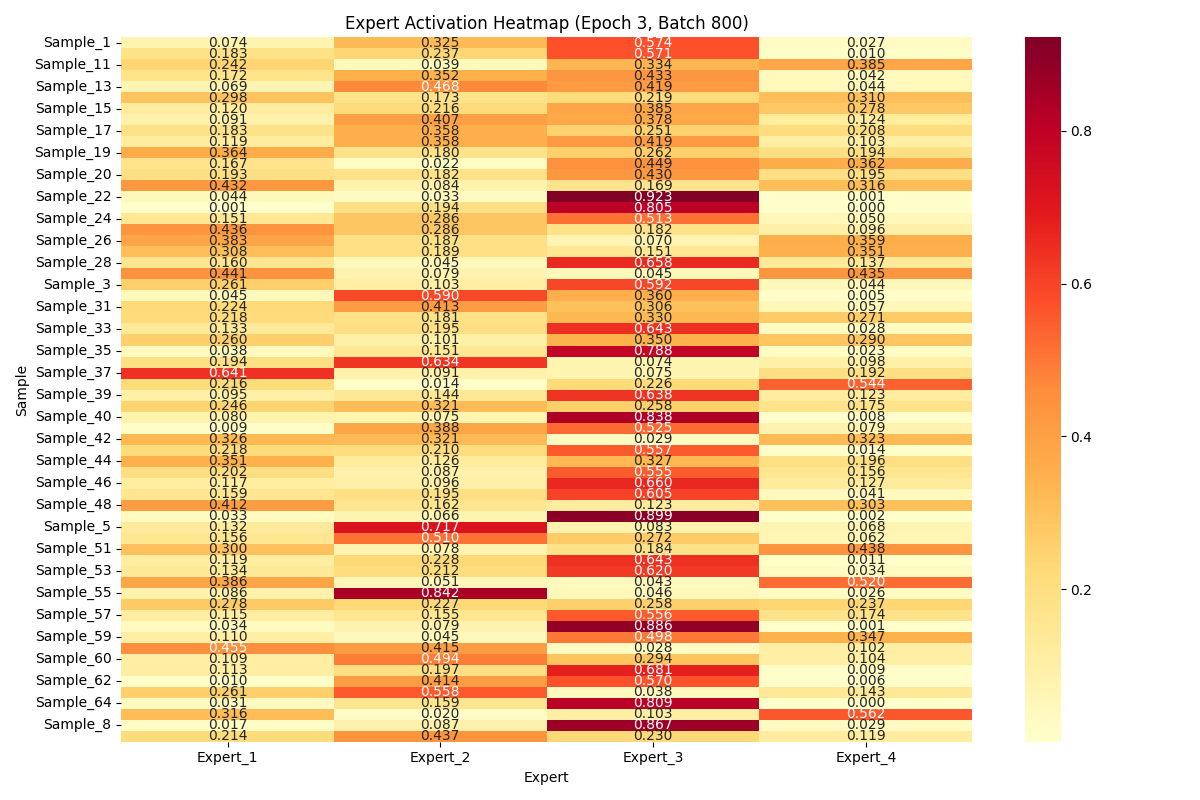 Expert Activation Heatmap (Epoch 3, Batch 800)
Sample_1 0.074 0.325 0.574 0.027
0.183 0.237 0.571 0.010
Sample_11 0.242 0.039 0.334 0.385
0.172 0.352 0.433 0.042
Sample_13 0.069 0.468 0.419 0.044
0.298 0.173 0.219 0.310
Sample_15 0.120 0.216 0.385 0.278
0.091 0.407 0.378 0.124
Sample_17 0.183 0.358 0.251 0.208
0.119 0.358 0.419 0.103
Sample_19 0.364 0.180 0.262 0.194
0.167 0.022 0.449 0.362
Sample_20 0.193 0.182 0.430 0.195
0.432 0.084 0.169 0.316
Sample_22 0.044 0.033 0.923 0.001
0.001 0.194 0.805 0.000
Sample_24 0.151 0.286 0.513 0.050
0.436 0.286 0.182 0.096
Sample_26 0.383 0.187 0.070 0.359
0.308 0.189 0.151 0.351
Sample_28 0.160 0.045 0.658 0.137
0.441 0.079 0.045 0.435
Sample_3 0.261 0.103 0.592 0.044
0.045 0.590 0.360 0.005
Sample_31 0.224 0.413 0.306 0.057
0.218 0.181 0.330 0.271
Sample_33 0.133 0.195 0.643 0.028
0.260 0.101 0.350 0.290
Sample_35 0.038 0.151 0.788 0.023
0.194 0.634 0.074 0.098
Sample_37 0.641 0.091 0.075 0.192
0.216 0.014 0.226 0.544
Sample_39 0.095 0.144 0.638 0.123
0.246 0.321 0.258 0.175
Sample_40 0.080 0.075 0.838 0.008
0.009 0.388 0.525 0.079
Sample_42 0.326 0.321 0.029 0.323
0.218 0.210 0.557 0.014
Sample_44 0.351 0.126 0.327 0.196
0.202 0.087 0.555 0.156
Sample_46 0.117 0.096 0.660 0.127
0.159 0.195 0.605 0.041
Sample_48 0.412 0.162 0.123 0.303
0.033 0.066 0.899 0.002
Sample_5 0.132 0.717 0.083 0.068
0.156 0.510 0.272 0.062
Sample_51 0.300 0.078 0.184 0.438
0.119 0.228 0.643 0.011
Sample_53 0.134 0.212 0.620 0.034
0.386 0.051 0.043 0.520
Sample_55 0.086 0.842 0.046 0.026
0.278 0.227 0.258 0.237
Sample_57 0.115 0.155 0.556 0.174
0.034 0.079 0.886 0.001
Sample_59 0.110 0.045 0.498 0.347
0.455 0.415 0.028 0.102
Sample_60 0.109 0.494 0.294 0.104
0.113 0.197 0.681 0.009
Sample_62 0.010 0.414 0.570 0.006
0.261 0.558 0.038 0.143
Sample_64 0.031 0.159 0.809 0.000
0.316 0.020 0.103 0.562
Sample_8 0.017 0.087 0.867 0.029
0.214 0.437 0.230 0.119
Expert_1 Expert_2 Expert_3 Expert_4
Expert
Sample
0.8
0.6
0.4
0.2